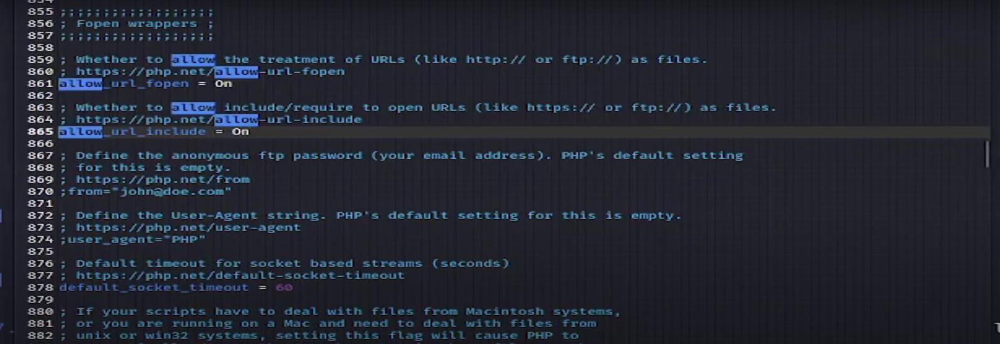 855 ;;;;;;;;;;;;;;;;;;
856 ; Fopen wrappers ;
857 ;;;;;;;;;;;;;;;;;;
858
859 ; Whether to allow the treatment of URLs (like http:// or ftp://) as files.
860 ; https://php.net/allow-url-fopen
861 allow_url_fopen = On
862
863 ; Whether to allow include/require to open URLs (like https:// or ftp://) as files.
864 ; https://php.net/allow-url-include
865 allow_url_include = On
866
867 ; Define the anonymous ftp password (your email address). PHP's default setting
868 ; for this is empty.
869 ; https://php.net/from
870 ;from="john@doe.com"
871
872 ; Define the User-Agent string. PHP's default setting for this is empty.
873 ; https://php.net/user-agent
874 ;user_agent="PHP"
875
876 ; Default timeout for socket based streams (seconds)
877 ; https://php.net/default-socket-timeout
878 default_socket_timeout = 60
879
880 ; If your scripts have to deal with files from Macintosh systems,
881 ; or you are running on a Mac and need to deal with files from
882 ; unix or win32 systems, setting this flag will cause PHP to